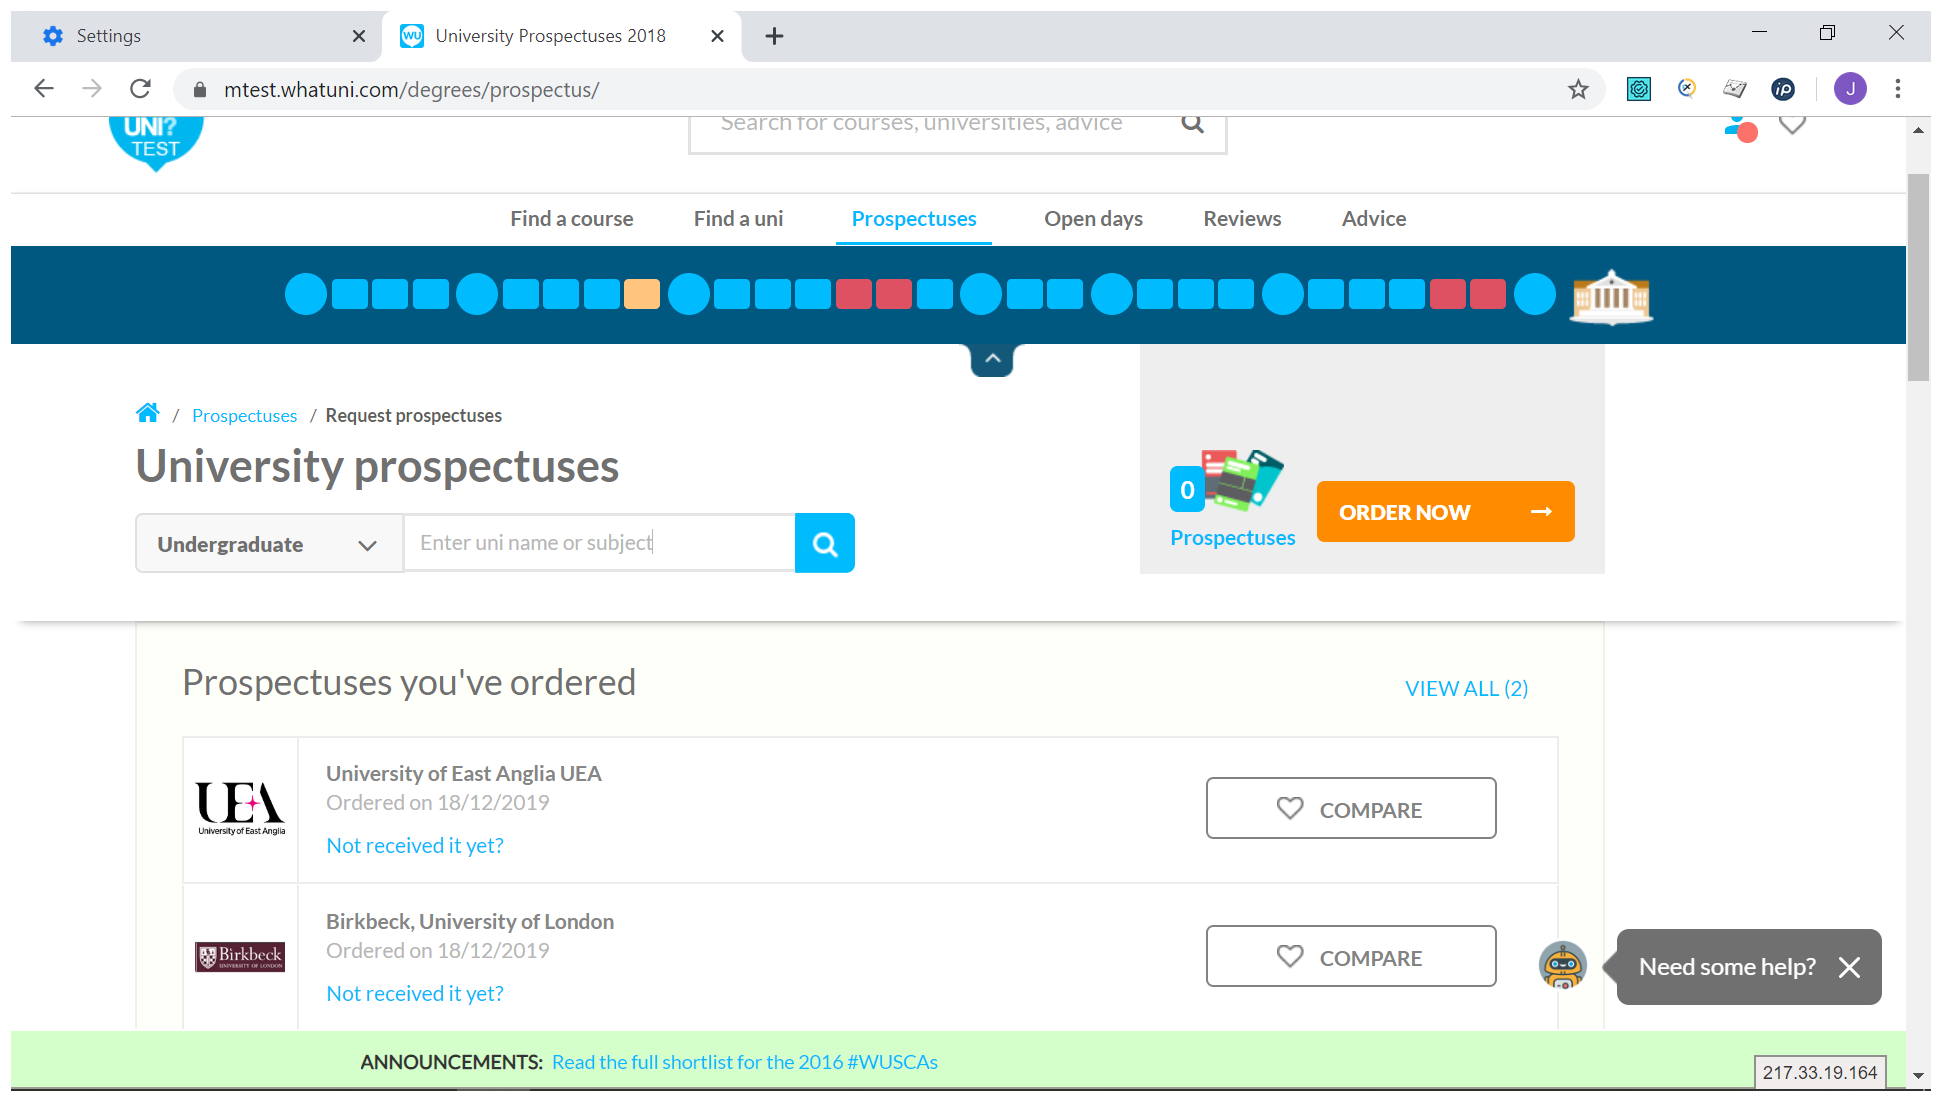 Settings
University Prospectuses 2018
mtest.whatuni.com/degrees/prospectus/
J
UNI?
TEST
Search for courses, universities, advice
Find a course
Find a uni
Prospectuses
Open days
Reviews
Advice
/ Prospectuses / Request prospectuses
University prospectuses
0
Prospectuses
ORDER NOW
Undergraduate
Enter uni name or subject
Prospectuses you've ordered
VIEW ALL (2)
UEA
University of East Anglia
University of East Anglia UEA
Ordered on 18/12/2019
Not received it yet?
COMPARE
Birkbeck
UNIVERSITY OF LONDON
Birkbeck, University of London
Ordered on 18/12/2019
Not received it yet?
COMPARE
Need some help?
ANNOUNCEMENTS: Read the full shortlist for the 2016 #WUSCAs
217.33.19.164